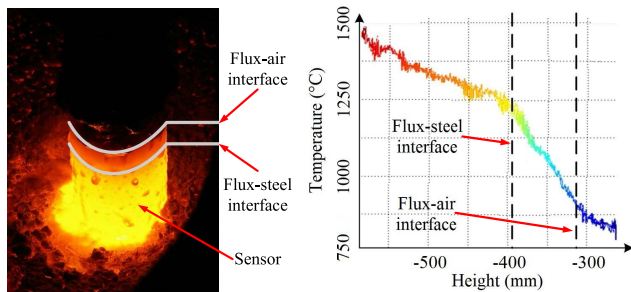 Flux-air
interface
Flux-steel
interface
Sensor
Temperature (°C)
1500
1250
1000
750
Flux-steel
interface
Flux-air
interface
-500
-400
-300
Height (mm)